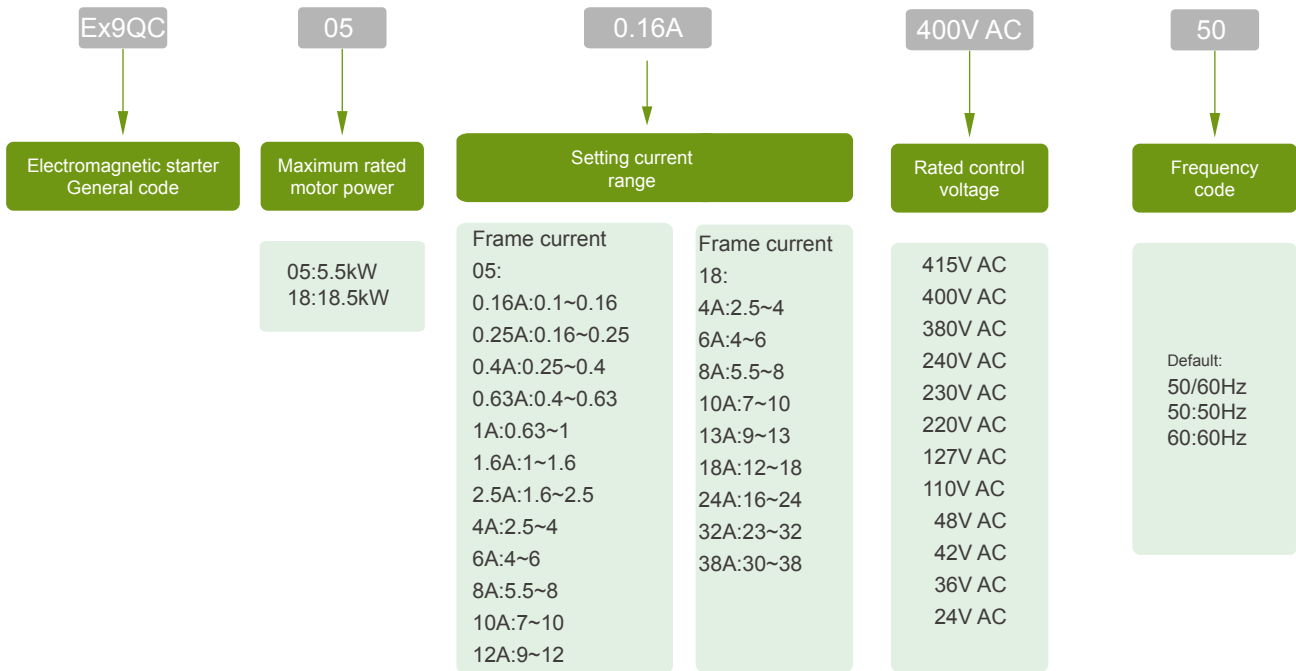 Ex9QC
05
0.16A
400V AC
50
Electromagnetic starter
General code
Maximum rated
motor power
Setting current
range
Rated control
voltage
Frequency
code
05:5.5kW
18:18.5kW
Frame current
05:
0.16A:0.1~0.16
0.25A:0.16~0.25
0.4A:0.25~0.4
0.63A:0.4~0.63
1A:0.63~1
1.6A:1~1.6
2.5A:1.6~2.5
4A:2.5~4
6A:4~6
8A:5.5~8
10A:7~10
12A:9~12
Frame current
18:
4A:2.5~4
6A:4~6
8A:5.5~8
10A:7~10
13A:9~13
18A:12~18
24A:16~24
32A:23~32
38A:30~38
415V AC
400V AC
380V AC
240V AC
230V AC
220V AC
127V AC
110V AC
48V AC
42V AC
36V AC
24V AC
Default:
50/60Hz
50:50Hz
60:60Hz